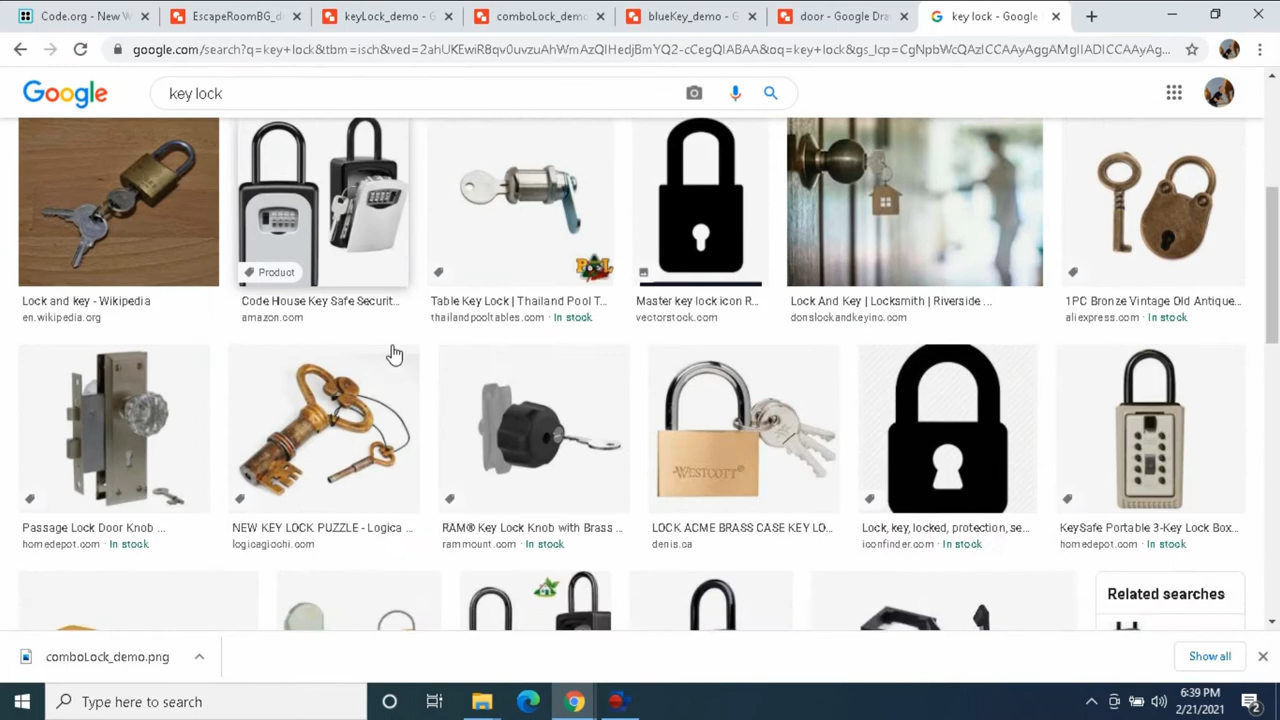 Code.org - New W
EscapeRoomBG_de
keyLock_demo - G
comboLock_demo
blueKey_demo - G
door - Google Dra
key lock - Google
google.com/search?q=key+lock&tbm=isch&ved=2ahUKEwiR8qv0uvzuAhWmAzQIHedjBmYQ2-cCegQIABAA&oq=key+lock&gs_lcp=CgNpbWcQAzICCAAyAggAMgIIADICCAAyAg...
Google
key lock
Product
POOL
Lock and key - Wikipedia
en.wikipedia.org
Code House Key Safe Securit...
amazon.com
Table Key Lock | Thailand Pool T...
thailandpooltables.com · In stock
Master key lock icon R...
vectorstock.com
Lock And Key | Locksmith | Riverside ...
donslockandkeyinc.com
1PC Bronze Vintage Old Antique...
aliexpress.com · In stock
WESTCOTT
Passage Lock Door Knob ...
homedepot.com · In stock
NEW KEY LOCK PUZZLE - Logica ...
logicagiochi.com
RAM® Key Lock Knob with Brass ...
rammount.com · In stock
LOCK ACME BRASS CASE KEY LO...
denis.ca
Lock, key, locked, protection, se...
iconfinder.com · In stock
KeySafe Portable 3-Key Lock Box...
homedepot.com · In stock
Related searches
comboLock_demo.png
Show all
Type here to search
6:39 PM
2/21/2021
2